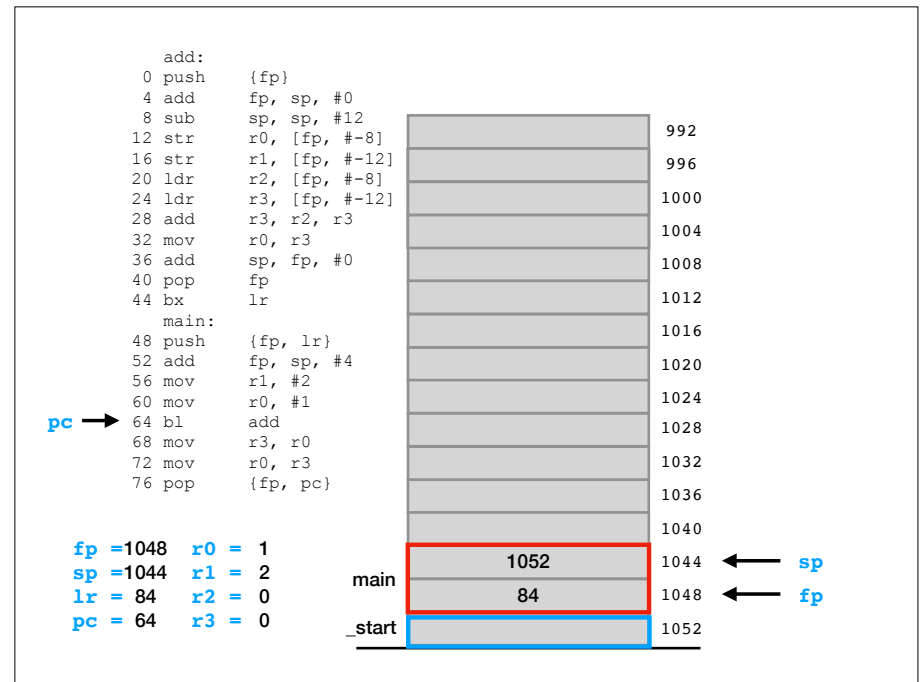 add:
0 push {fp}
4 add fp, sp, #0
8 sub sp, sp, #12
12 str r0, [fp, #-8]
16 str r1, [fp, #-12]
20 ldr r2, [fp, #-8]
24 ldr r3, [fp, #-12]
28 add r3, r2, r3
32 mov r0, r3
36 add sp, fp, #0
40 pop fp
44 bx lr
main:
48 push {fp, lr}
52 add fp, sp, #4
56 mov r1, #2
60 mov r0, #1
pc 64 bl add
68 mov r3, r0
72 mov r0, r3
76 pop {fp, pc}
fp =1048 r0 = 1
sp =1044 r1 = 2
lr = 84 r2 = 0
pc = 64 r3 = 0
992
996
1000
1004
1008
1012
1016
1020
1024
1028
1032
1036
1040
1052 1044 sp
main
84 1048 fp
_start 1052